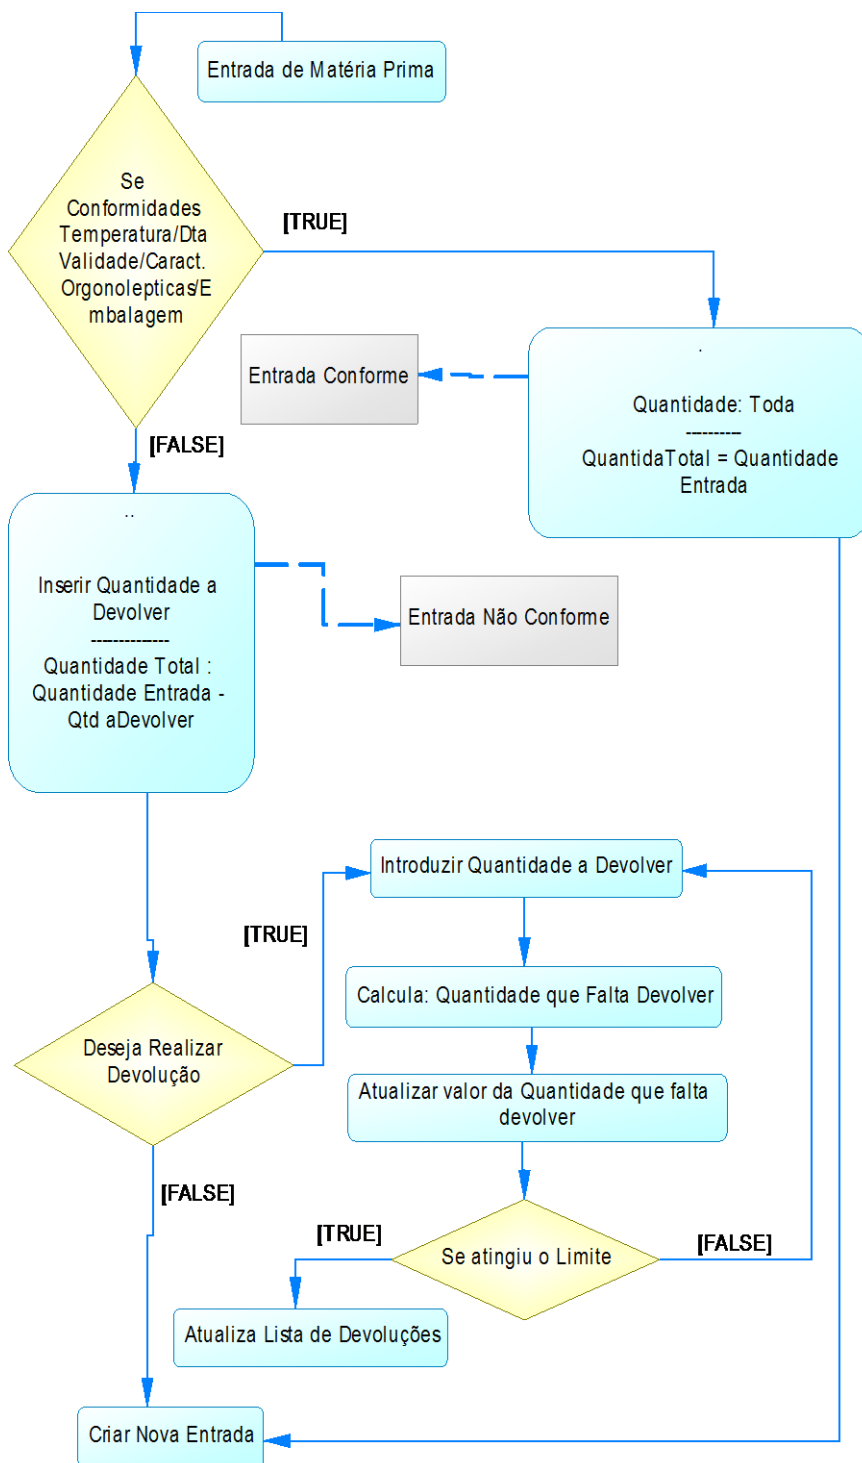 Entrada de Matéria Prima
Se
Conformidades
Temperatura/Dta
Validade/Caract.
Orgonolepticas/E
mbalagem
[TRUE]
.
Quantidade: Toda
----------
QuantidaTotal = Quantidade
Entrada
Entrada Conforme
[FALSE]
..
Inserir Quantidade a
Devolver
--------------
Quantidade Total :
Quantidade Entrada -
Qtd aDevolver
Entrada Não Conforme
Introduzir Quantidade a Devolver
[TRUE]
Calcula: Quantidade que Falta Devolver
Deseja Realizar
Devolução
Atualizar valor da Quantidade que falta
devolver
[FALSE]
Se atingiu o Limite
[TRUE]
[FALSE]
Atualiza Lista de Devoluções
Criar Nova Entrada